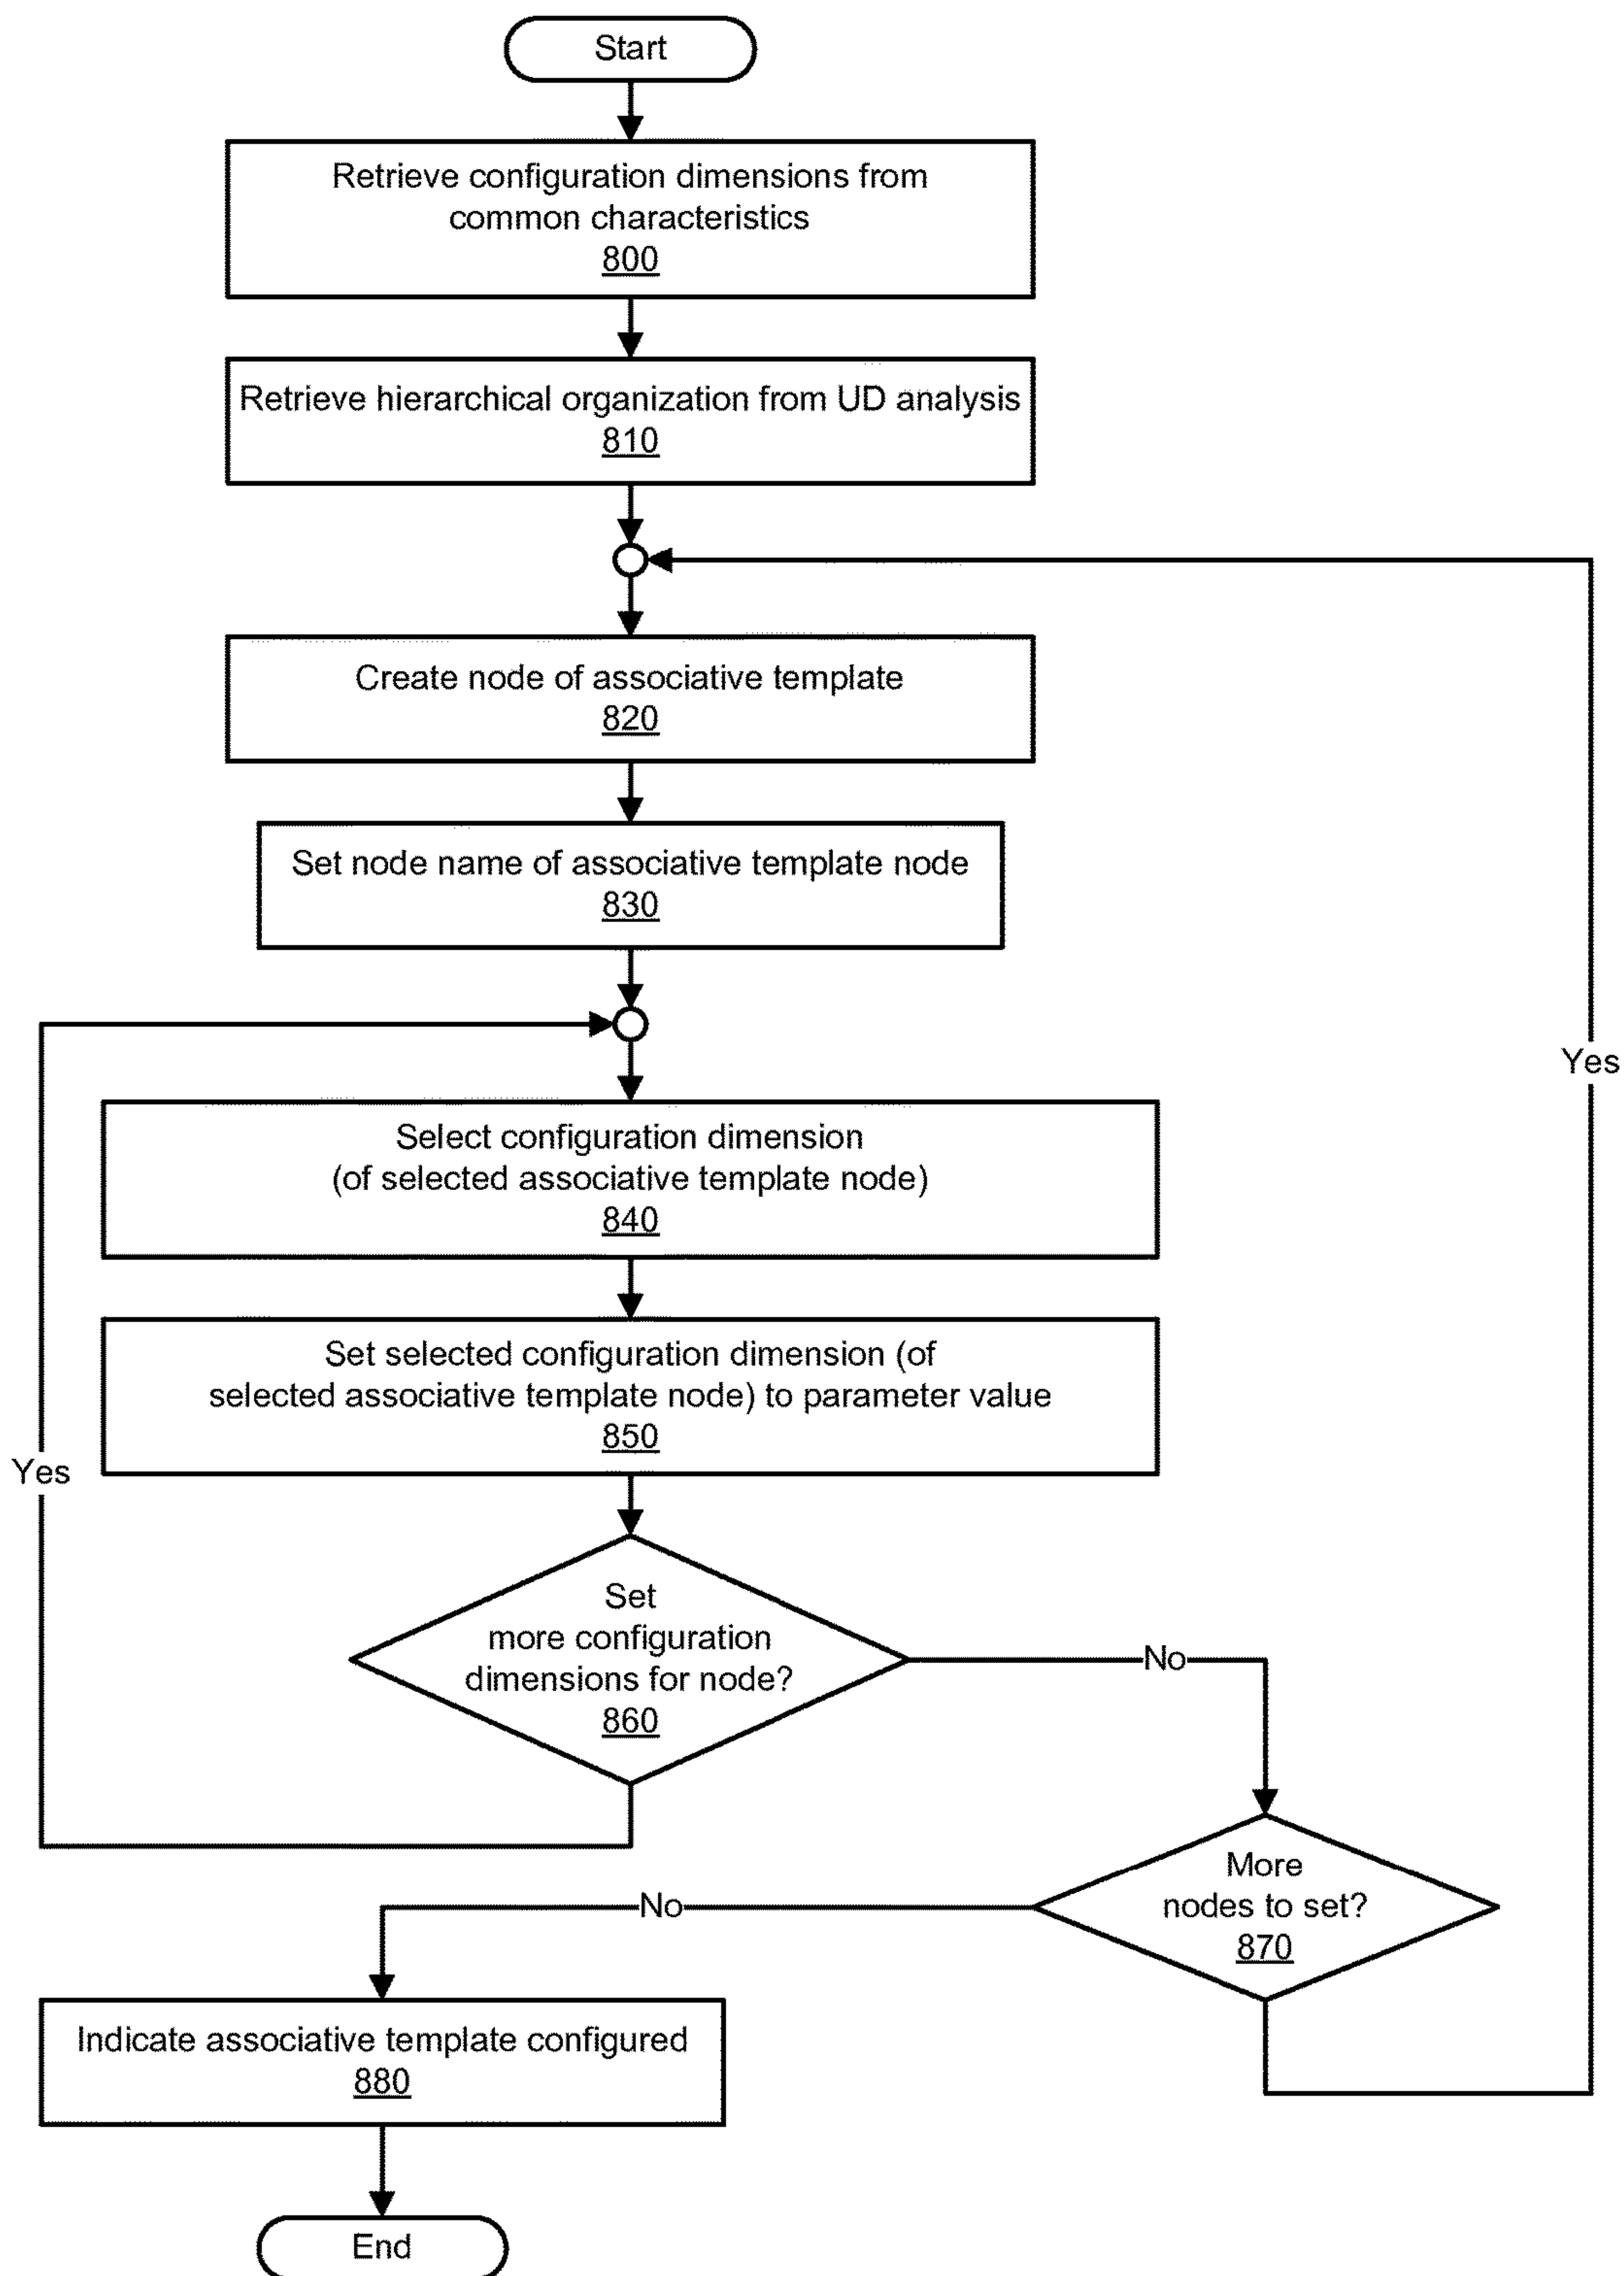 Start
Retrieve configuration dimensions from
common characteristics
800
Retrieve hierarchical organization from UD analysis
810
Create node of associative template
820
Set node name of associative template node
830
Yes
Select configuration dimension
(of selected associative template node)
840
Set selected configuration dimension (of
selected associative template node) to parameter value
850
Yes
Set
more configuration
dimensions for node?
860
No
More
nodes to set?
870
No
Indicate associative template configured
880
End